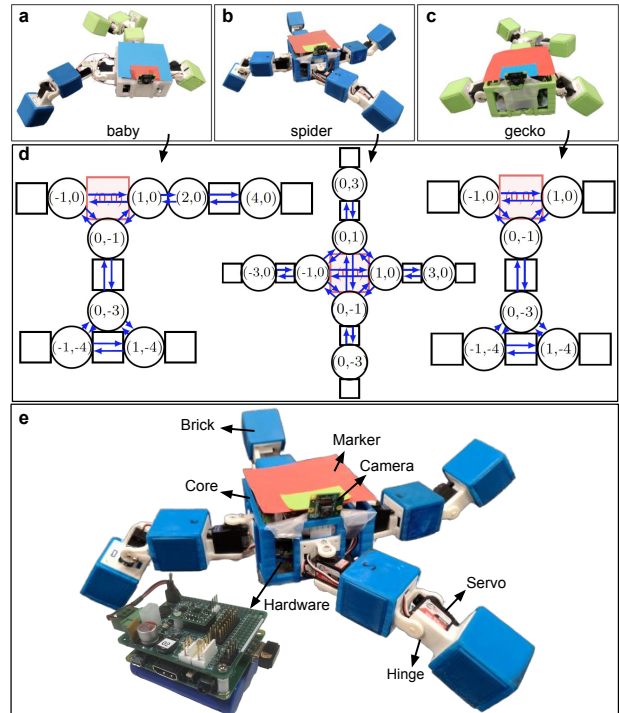 a
b
c
baby
spider
gecko
d
(-1,0)
(1,0)
(2,0)
(4,0)
(0,-1)
(0,-3)
(-1,-4)
(1,-4)
(0,3)
(0,1)
(-3,0)
(-1,0)
(1,0)
(3,0)
(0,-1)
(0,-3)
(-1,0)
(1,0)
(0,-1)
(0,-3)
(-1,-4)
(1,-4)
e
Brick
Marker
Camera
Core
Servo
Hardware
Hinge